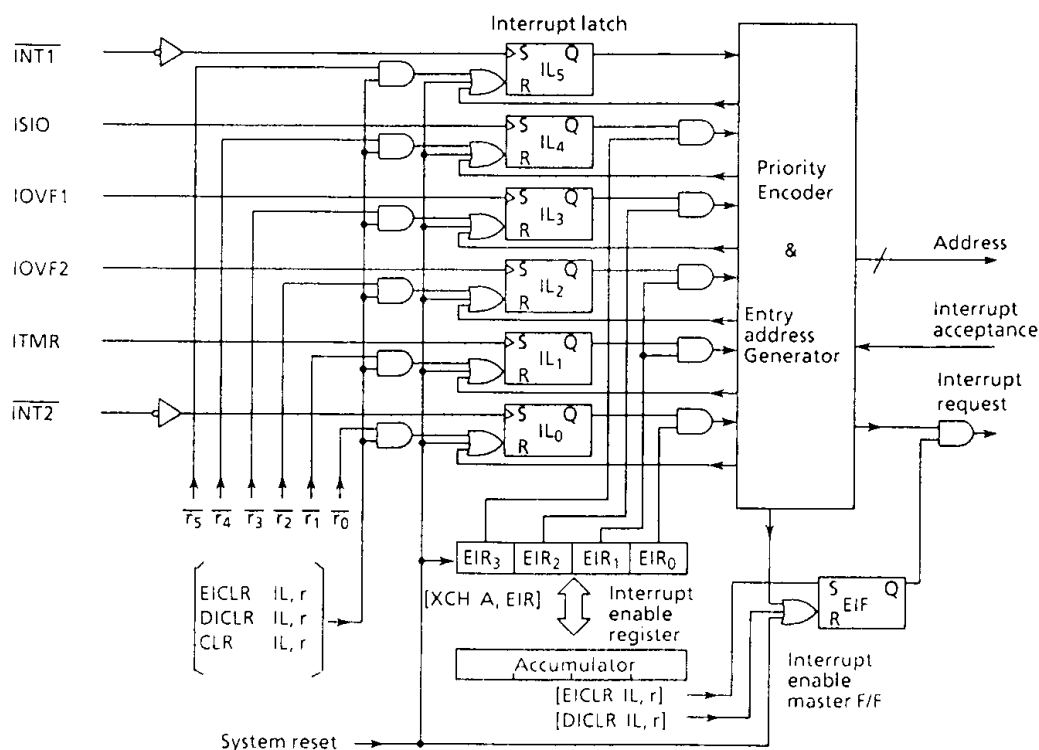 Interrupt latch
INT1
S Q
IL5
R
ISIO
S Q
IL4
R
IOVF1
S Q
IL3
R
IOVF2
S Q
IL2
R
ITMR
S Q
IL1
R
INT2
S Q
IL0
R
Priority
Encoder
&
Entry
address
Generator
Address
Interrupt
acceptance
Interrupt
request
r5 r4 r3 r2 r1 r0
EIR3 EIR2 EIR1 EIR0
[XCH A, EIR]
Interrupt
enable
register
EICLR IL, r
DICLR IL, r
CLR IL, r
Accumulator
[EICLR IL, r]
[DICLR IL, r]
S Q
EIF
R
Interrupt
enable
master F/F
System reset